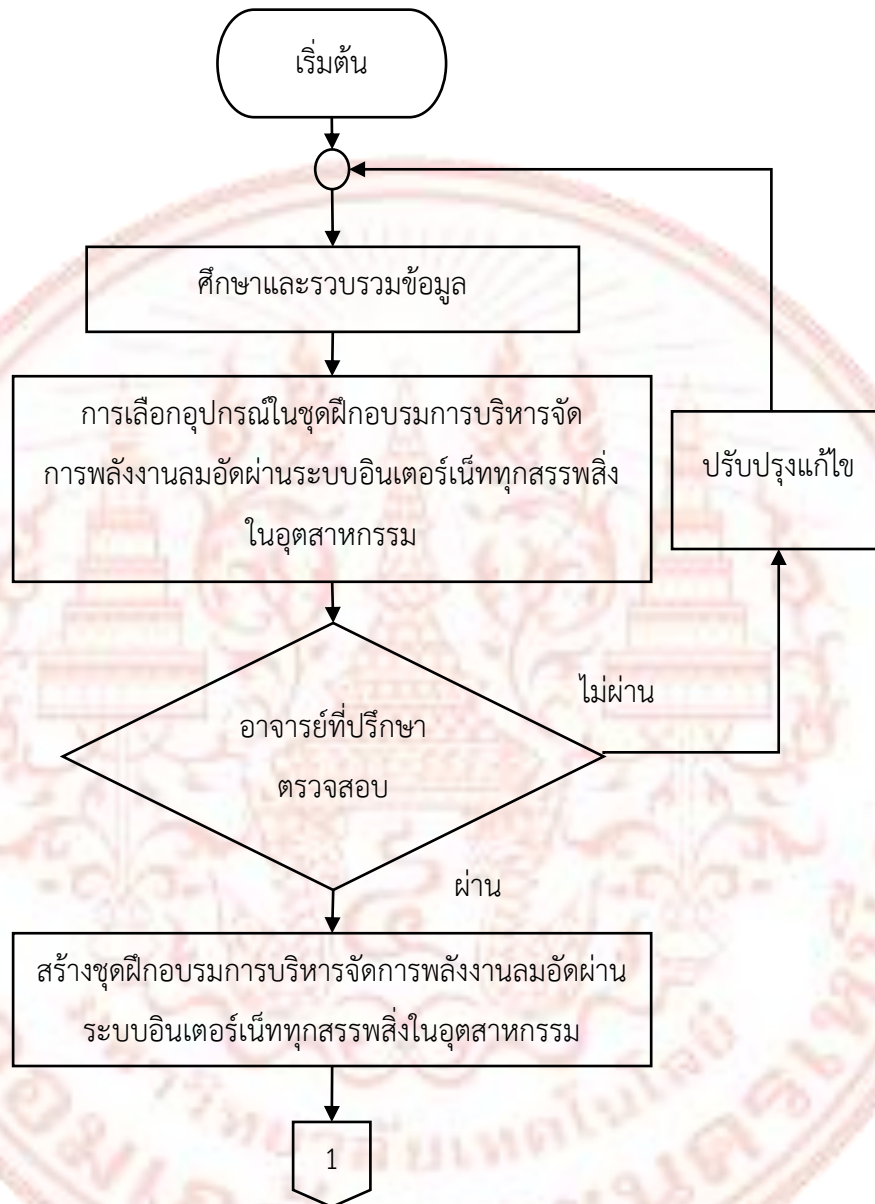 เริ่มต้น
ศึกษาและรวบรวมข้อมูล
การเลือกอุปกรณ์ในชุดฝึกอบรมการบริหารจัด
การพลังงานลมอัดผ่านระบบอินเตอร์เน็ททุกสรรพสิ่ง
ในอุตสาหกรรม
ปรับปรุงแก้ไข
ไม่ผ่าน
อาจารย์ที่ปรึกษา
ตรวจสอบ
ผ่าน
สร้างชุดฝึกอบรมการบริหารจัดการพลังงานลมอัดผ่าน
ระบบอินเตอร์เน็ททุกสรรพสิ่งในอุตสาหกรรม
1